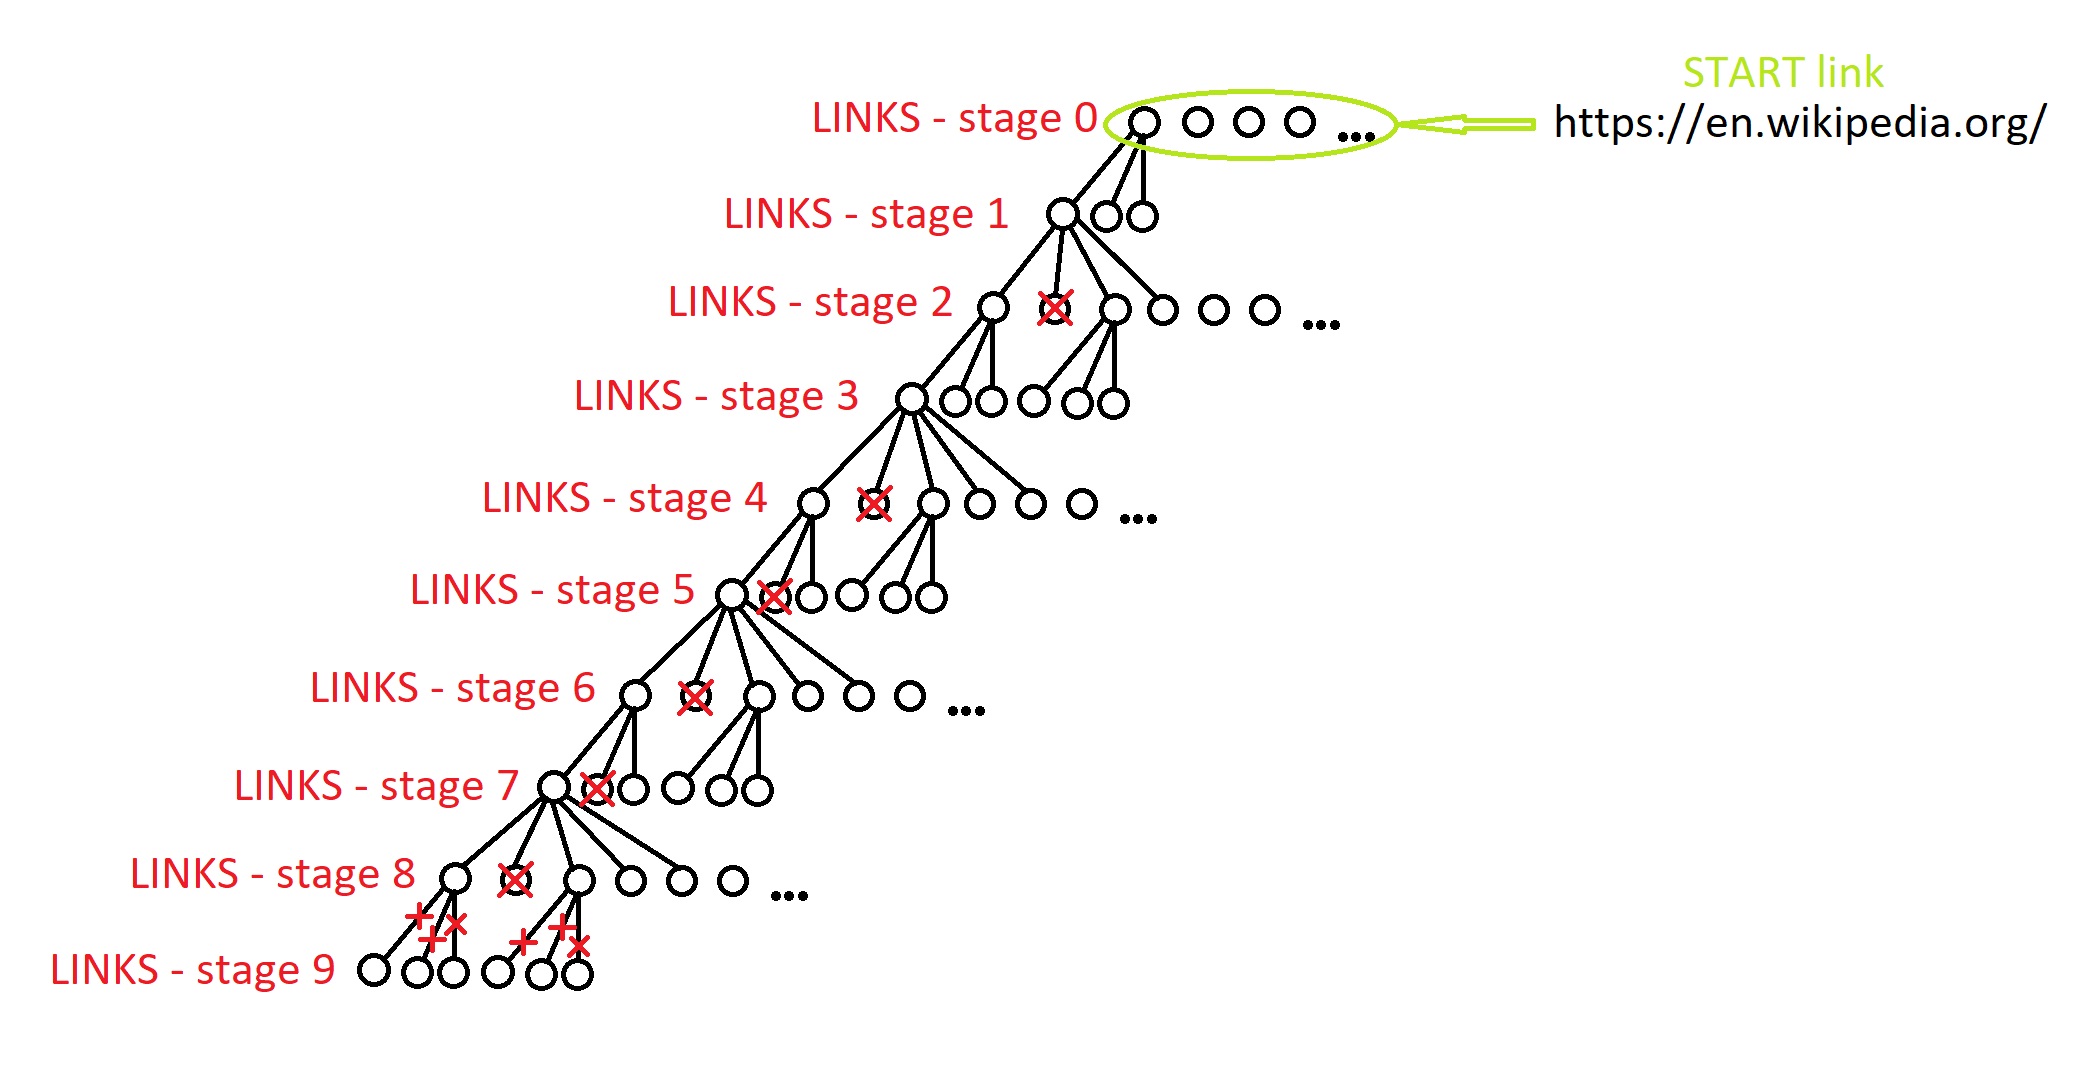 START link
LINKS - stage 0
https://en.wikipedia.org/
LINKS - stage 1
LINKS - stage 2
...
LINKS - stage 3
LINKS - stage 4
...
LINKS - stage 5
LINKS - stage 6
...
LINKS - stage 7
LINKS - stage 8
...
LINKS - stage 9